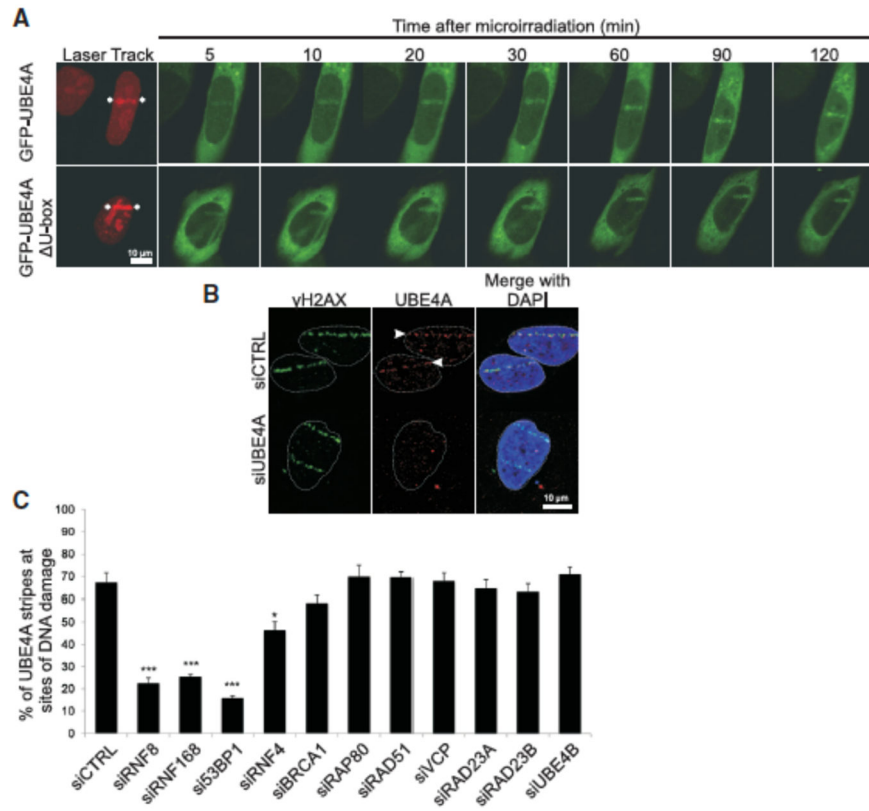 A
Time after microirradiation (min)
Laser Track 5 10 20 30 60 90 120
GFP-UBE4A
GFP-UBE4A
ΔU-box
10 µm
B
γH2AX UBE4A Merge with
DAPI
siCTRL
siUBE4A
10 µm
C
% of UBE4A stripes at
sites of DNA damage
100
90
80
70
60
50
40
30
20
10
0
*** *** *** *
siCTRL siRNF8 siRNF168 si53BP1 siRNF4 siBRCA1 siRAP80 siRAD51 siVCP siRAD23A siRAD23B siUBE4B